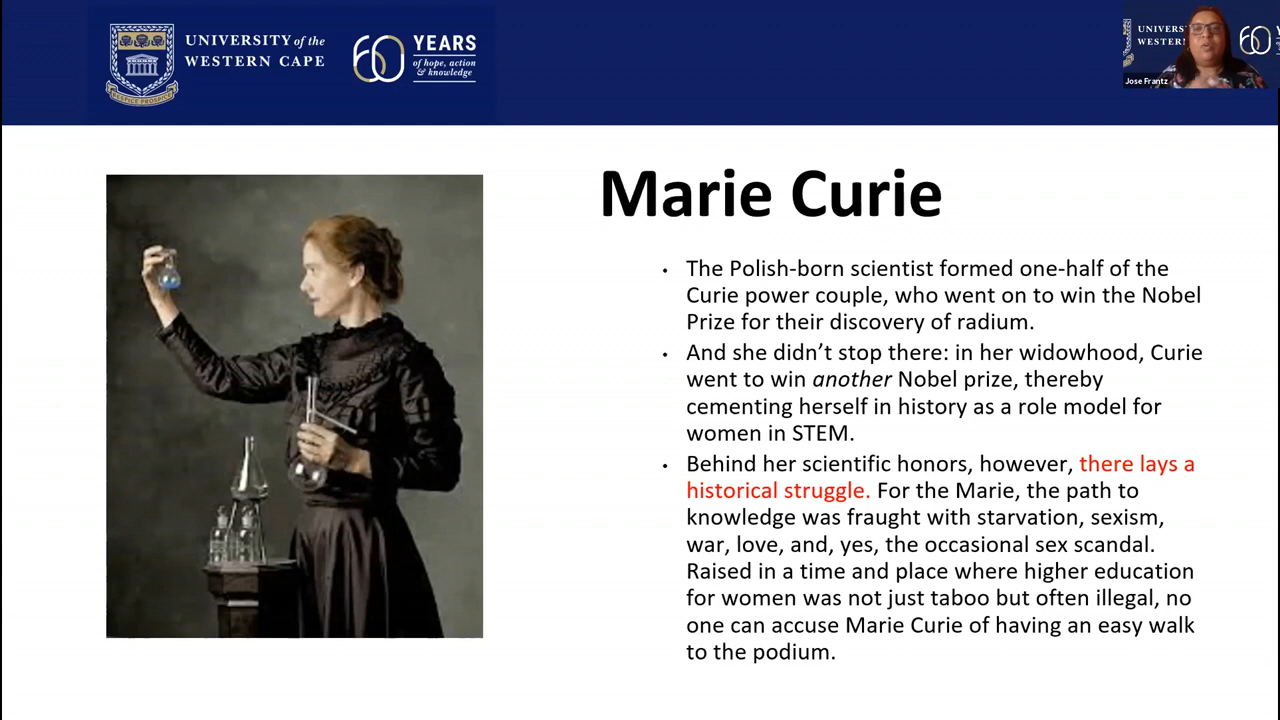 UNIVERSITY of the
WESTERN CAPE
60 YEARS
of hope, action
& knowledge
UNIVERS
WESTER
60
Jose Frantz
Marie Curie
• The Polish-born scientist formed one-half of the
Curie power couple, who went on to win the Nobel
Prize for their discovery of radium.
• And she didn’t stop there: in her widowhood, Curie
went to win another Nobel prize, thereby
cementing herself in history as a role model for
women in STEM.
• Behind her scientific honors, however, there lays a
historical struggle. For the Marie, the path to
knowledge was fraught with starvation, sexism,
war, love, and, yes, the occasional sex scandal.
Raised in a time and place where higher education
for women was not just taboo but often illegal, no
one can accuse Marie Curie of having an easy walk
to the podium.